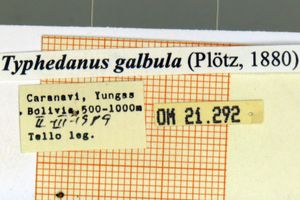 Typhedanus galbula (Plötz, 1880)
Caranavi, Yungas
Bolivia, 500-1000m
II-III-1989
Tello leg.
OM 21.292